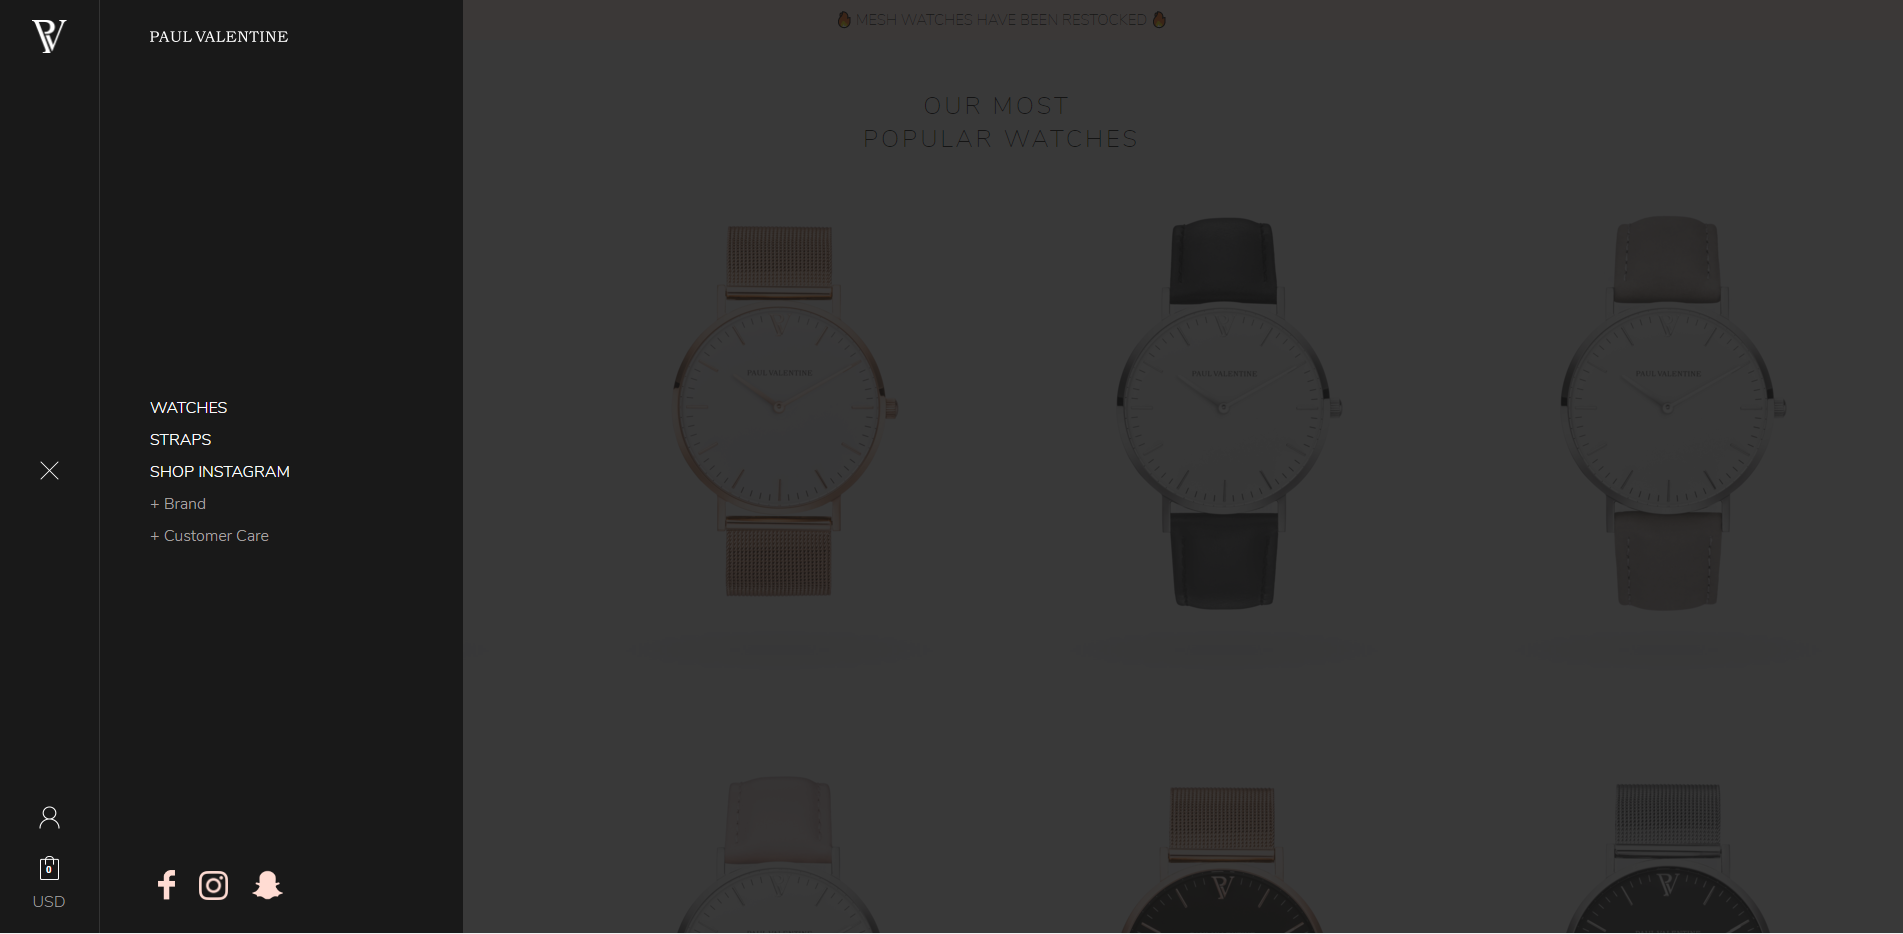 PV
PAUL VALENTINE
WATCHES
STRAPS
SHOP INSTAGRAM
+ Brand
+ Customer Care
0
USD
MESH WATCHES HAVE BEEN RESTOCKED
OUR MOST
POPULAR WATCHES
PAUL VALENTINE
PAUL VALENTINE
PAUL VALENTINE